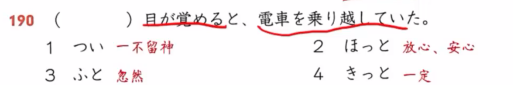 190 （　　　）目が覚めると、電車を乗り越していた。
1 つい 一不留神　2 ほっと 放心、安心
3 ふと 忽然　4 きっと 一定